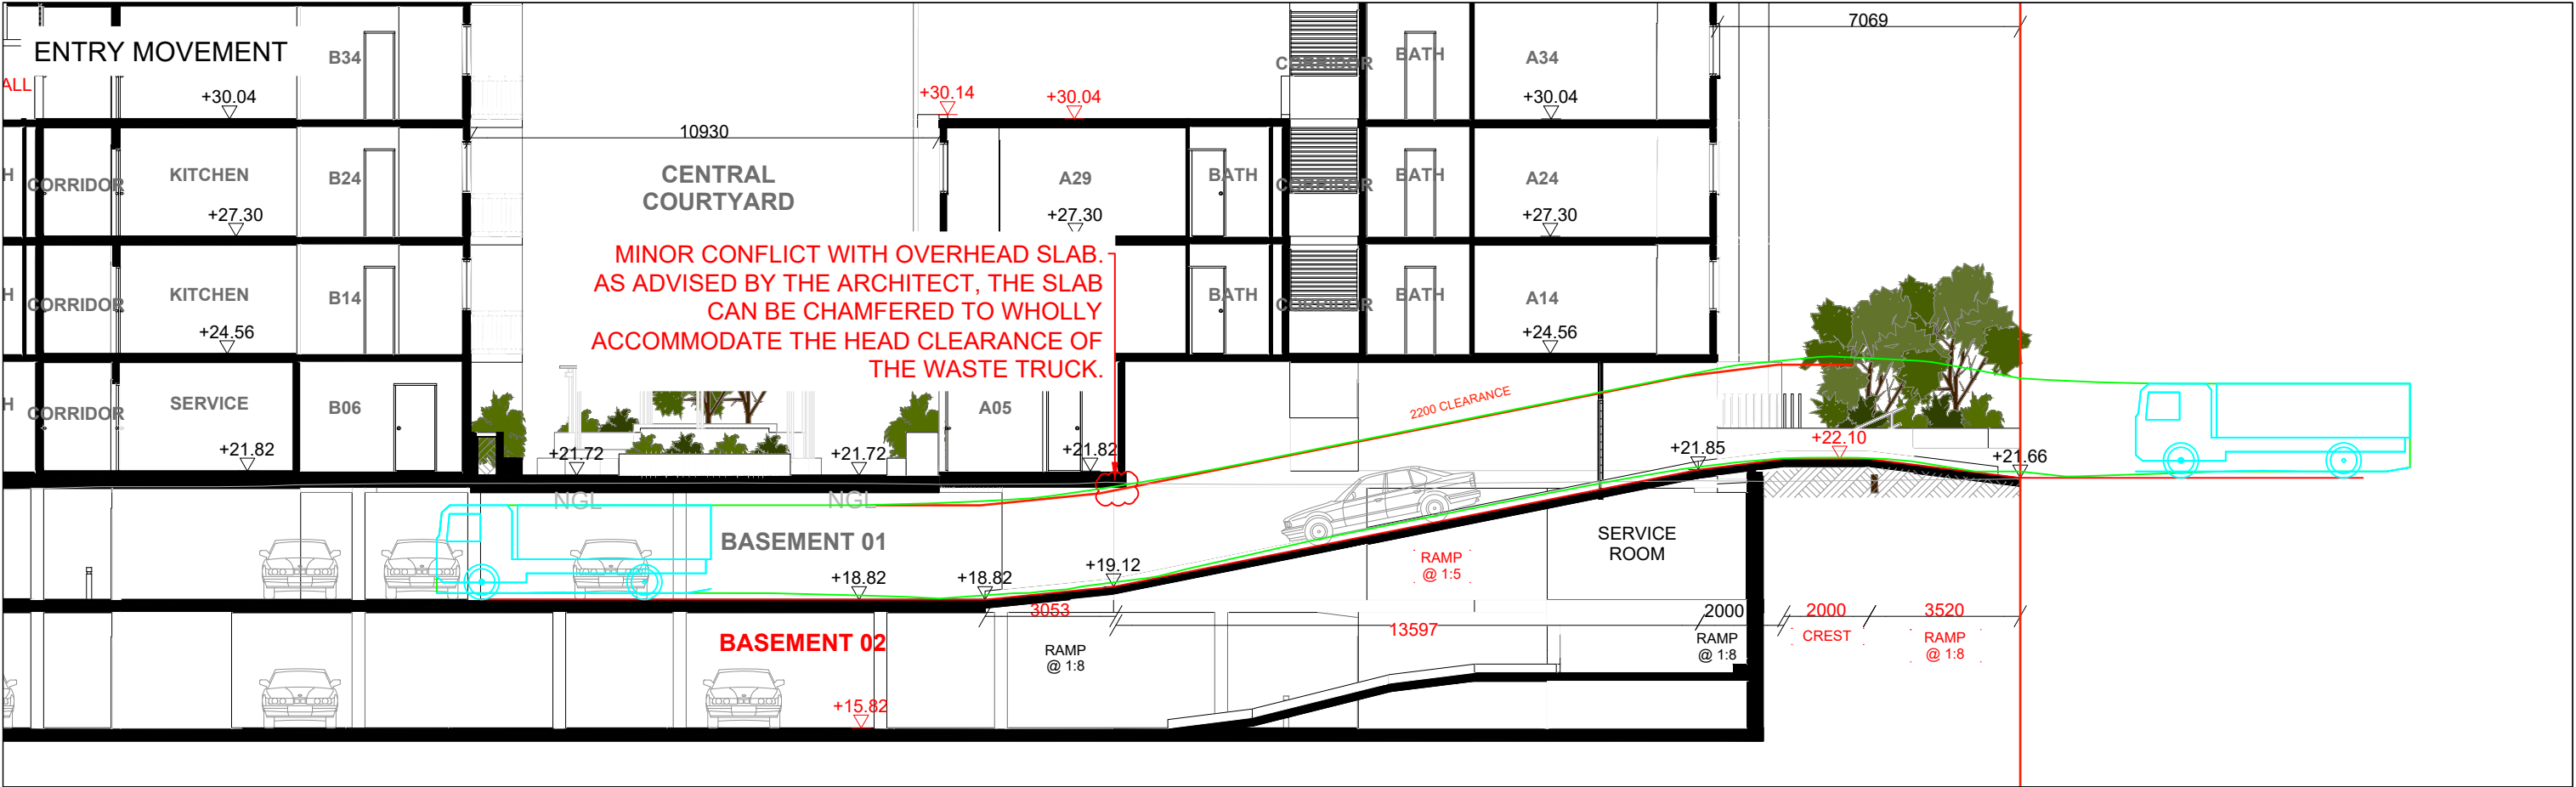 7069
ENTRY MOVEMENT
B34
CORRIDOR
BATH
A34
ALL
+30.04
+30.14
+30.04
+30.04
10930
H
CORRIDOR
KITCHEN
B24
CENTRAL
COURTYARD
A29
BATH
CORRIDOR
BATH
A24
+27.30
+27.30
+27.30
MINOR CONFLICT WITH OVERHEAD SLAB.
AS ADVISED BY THE ARCHITECT, THE SLAB
CAN BE CHAMFERED TO WHOLLY
ACCOMMODATE THE HEAD CLEARANCE OF
THE WASTE TRUCK.
H
CORRIDOR
KITCHEN
B14
BATH
CORRIDOR
BATH
A14
+24.56
+24.56
H
CORRIDOR
SERVICE
B06
A05
2200 CLEARANCE
+21.82
+21.72
+21.72
+21.82
+21.85
+22.10
+21.66
NGL
NGL
BASEMENT 01
SERVICE
ROOM
+18.82
+18.82
+19.12
RAMP
@ 1:5
3053
13597
2000
2000
3520
BASEMENT 02
RAMP
@ 1:8
RAMP
@ 1:8
CREST
RAMP
@ 1:8
+15.82